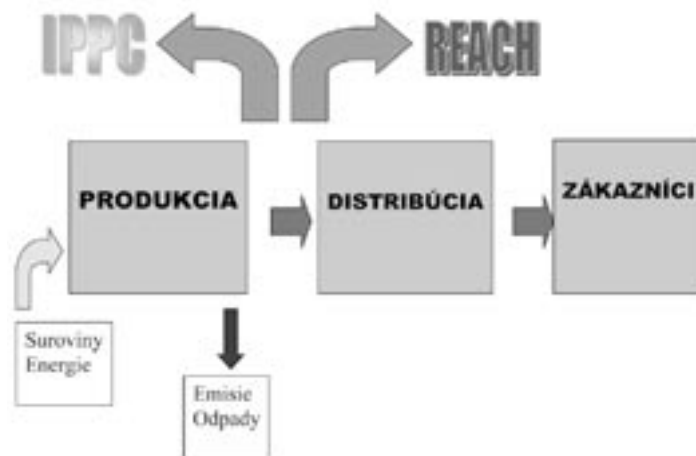 IPPC
REACH
PRODUKCIA
DISTRIBÚCIA
ZÁKAZNÍCI
Suroviny
Energie
Emisie
Odpady